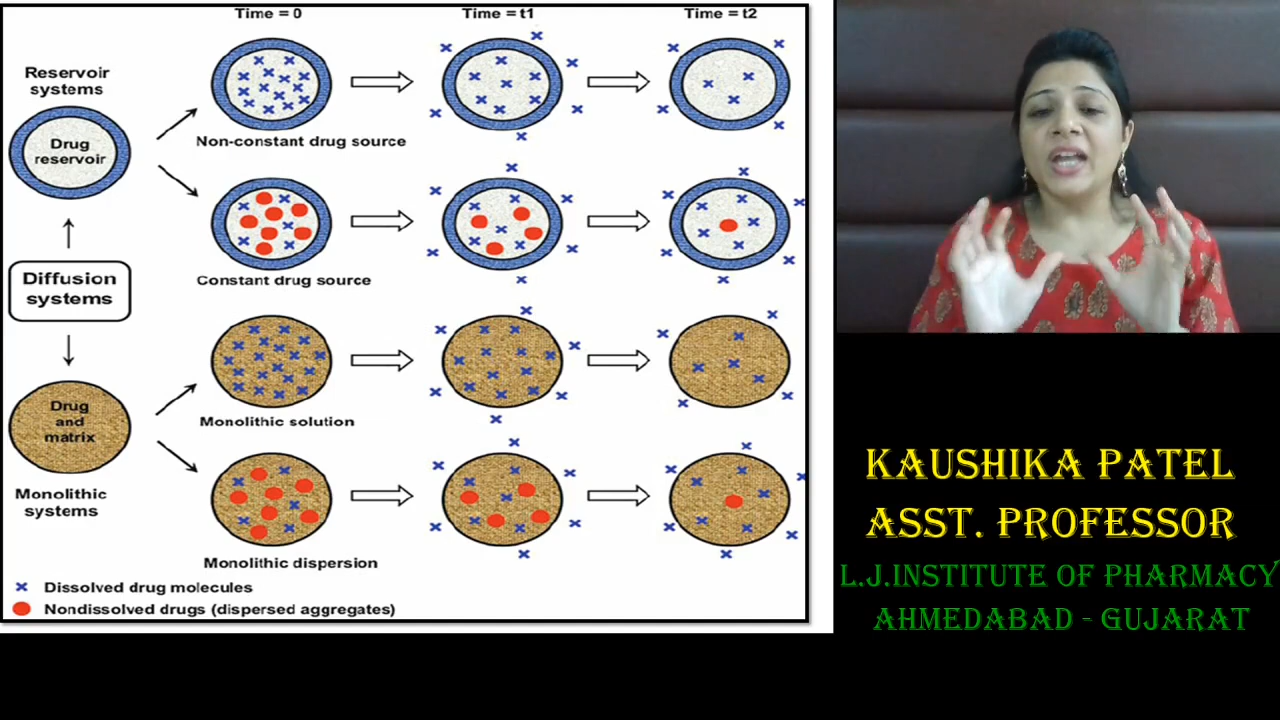 Time = 0
Time = t1
Time = t2
Reservoir
systems
Drug
reservoir
Non-constant drug source
Constant drug source
Diffusion
systems
Drug
and
matrix
Monolithic
systems
Monolithic solution
Monolithic dispersion
Dissolved drug molecules
Nondissolved drugs (dispersed aggregates)
KAUSHIKA PATEL
ASST. PROFESSOR
L.J.INSTITUTE OF PHARMACY
AHMEDABAD - GUJARAT